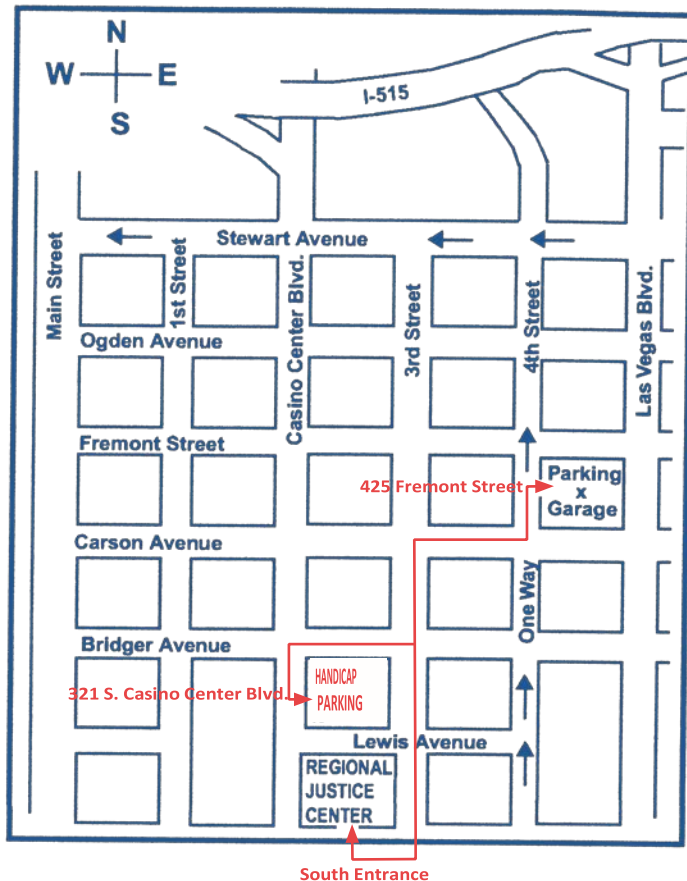 N
W E
S
I-515
Stewart Avenue
Main Street
1st Street
Casino Center Blvd.
3rd Street
4th Street
Las Vegas Blvd.
Ogden Avenue
Fremont Street
425 Fremont Street
Parking
x
Garage
Carson Avenue
One Way
Bridger Avenue
HANDICAP
PARKING
321 S. Casino Center Blvd.
Lewis Avenue
REGIONAL
JUSTICE
CENTER
South Entrance